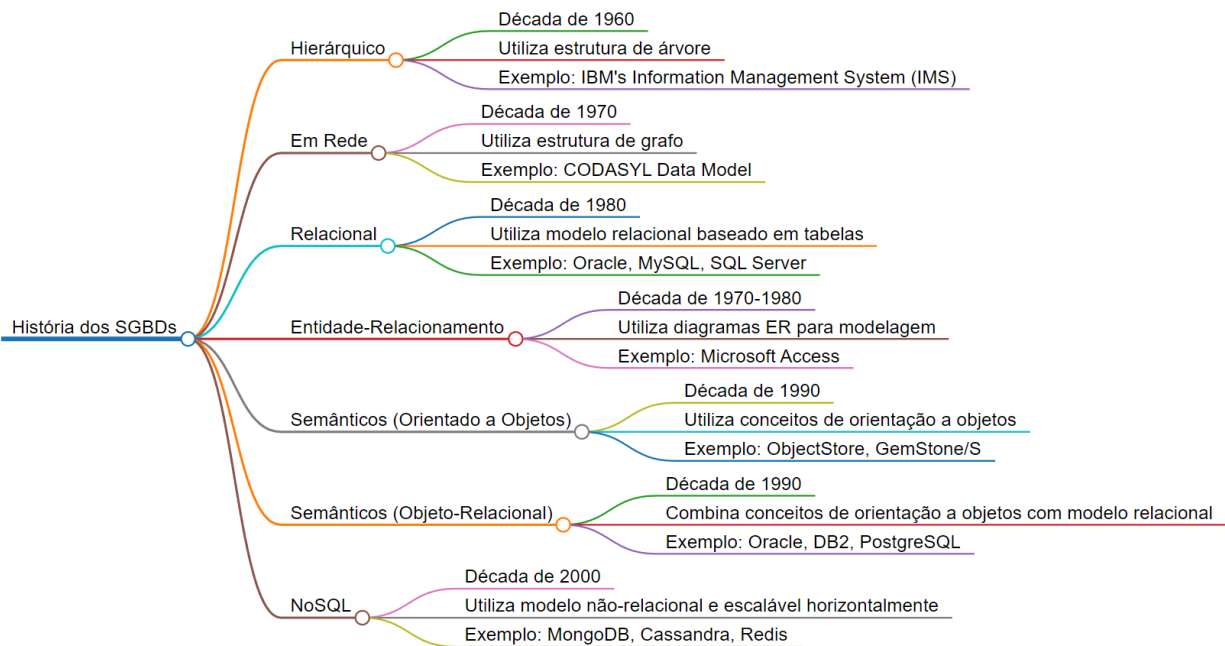 História dos SGBDs
Hierárquico
Década de 1960
Utiliza estrutura de árvore
Exemplo: IBM's Information Management System (IMS)
Em Rede
Década de 1970
Utiliza estrutura de grafo
Exemplo: CODASYL Data Model
Relacional
Década de 1980
Utiliza modelo relacional baseado em tabelas
Exemplo: Oracle, MySQL, SQL Server
Entidade-Relacionamento
Década de 1970-1980
Utiliza diagramas ER para modelagem
Exemplo: Microsoft Access
Semânticos (Orientado a Objetos)
Década de 1990
Utiliza conceitos de orientação a objetos
Exemplo: ObjectStore, GemStone/S
Semânticos (Objeto-Relacional)
Década de 1990
Combina conceitos de orientação a objetos com modelo relacional
Exemplo: Oracle, DB2, PostgreSQL
NoSQL
Década de 2000
Utiliza modelo não-relacional e escalável horizontalmente
Exemplo: MongoDB, Cassandra, Redis